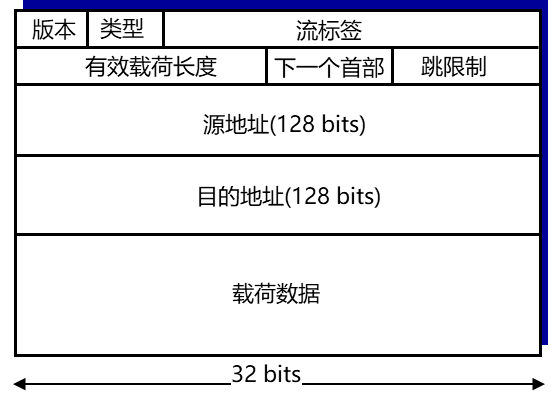 版本 类型 流标签
有效载荷长度 下一个首部 跳限制
源地址(128 bits)
目的地址(128 bits)
载荷数据
32 bits